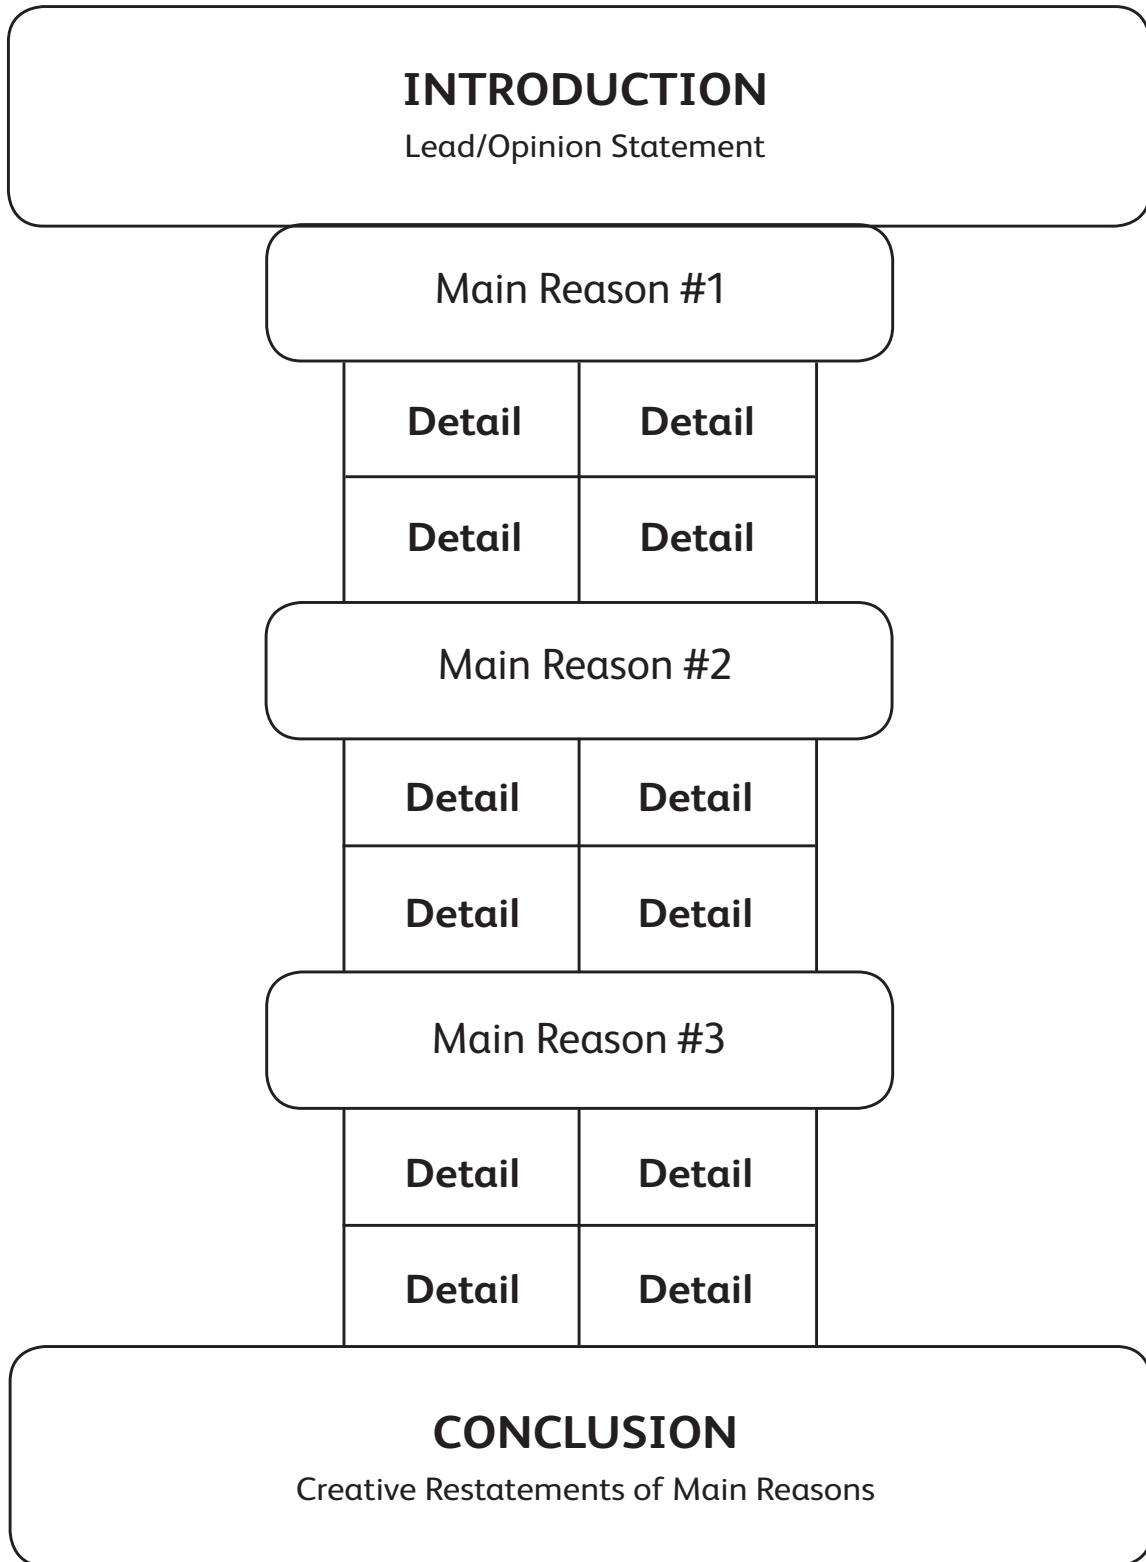 INTRODUCTION
Lead/Opinion Statement
Main Reason #1
Detail Detail
Detail Detail
Main Reason #2
Detail Detail
Detail Detail
Main Reason #3
Detail Detail
Detail Detail
CONCLUSION
Creative Restatements of Main Reasons